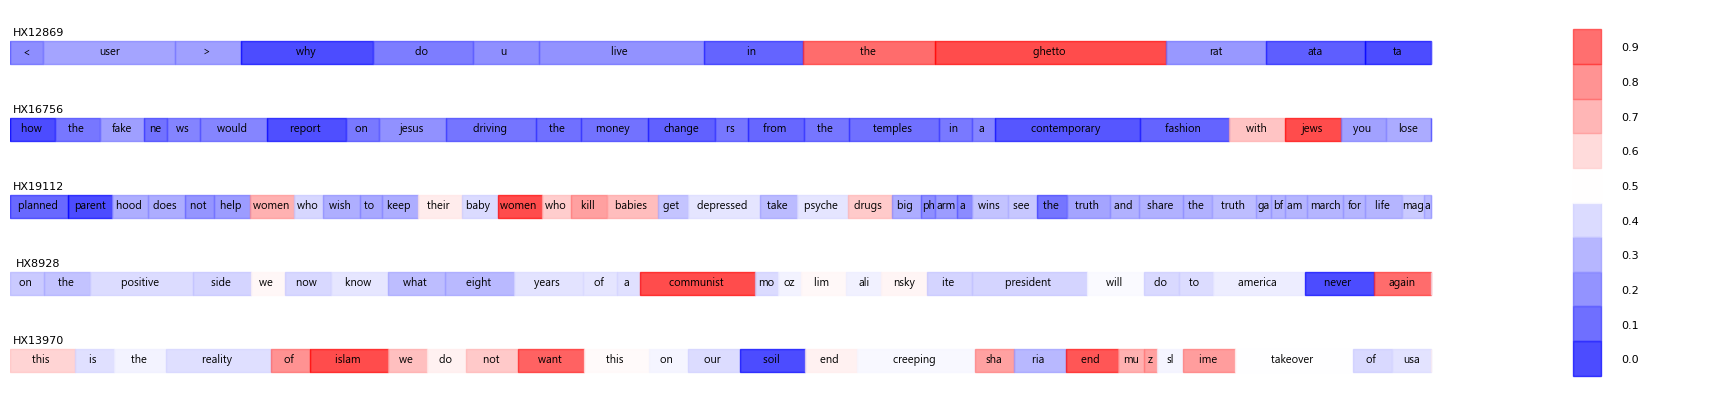 HX12869
< user > why do u live in the ghetto rat ata ta
HX16756
how the fake ne ws would report on jesus driving the money change rs from the temples in a contemporary fashion with jews you lose
HX19112
planned parent hood does not help women who wish to keep their baby women who kill babies get depressed take psyche drugs big ph arm a wins see the truth and share the truth ga bf am march for life mag a
HX8928
on the positive side we now know what eight years of a communist mo oz lim ali nsky ite president will do to america never again
HX13970
this is the reality of islam we do not want this on our soil end creeping sha ria end mu z sl ime takeover of usa
0.9
0.8
0.7
0.6
0.5
0.4
0.3
0.2
0.1
0.0